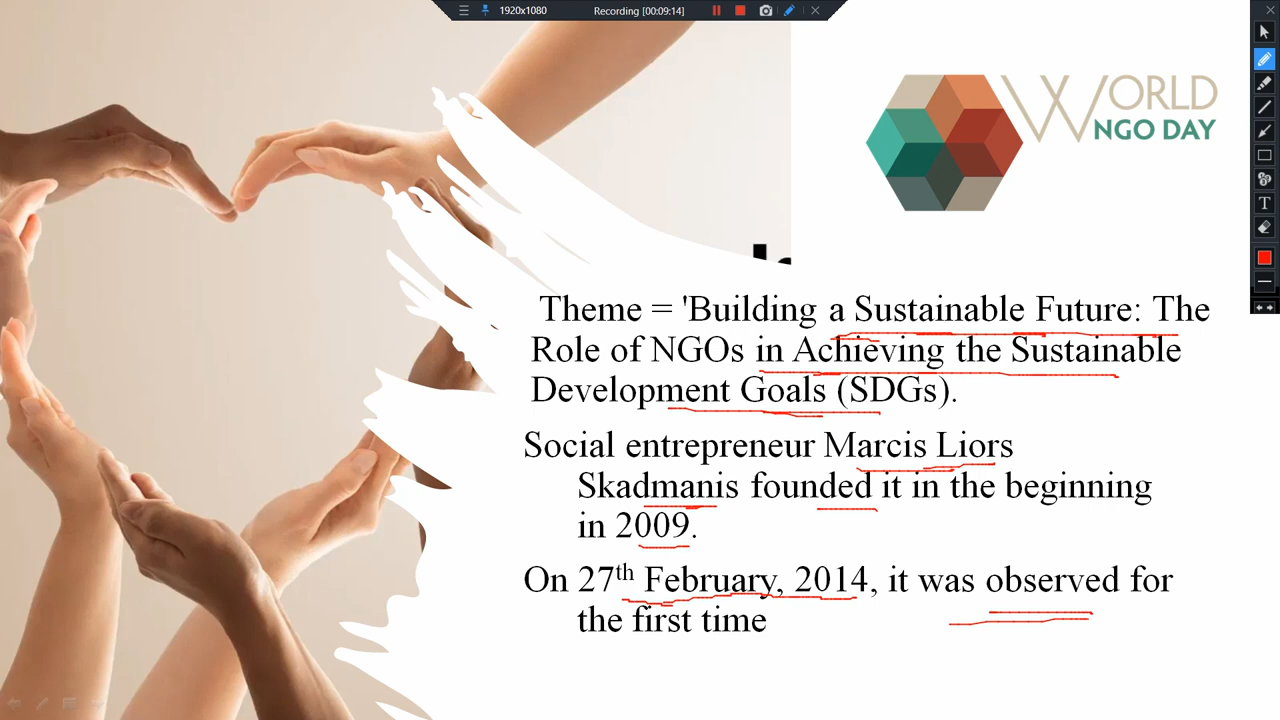 1920x1080
Recording [00:09:14]
WORLD
NGO DAY
Theme = 'Building a Sustainable Future: The
Role of NGOs in Achieving the Sustainable
Development Goals (SDGs).
Social entrepreneur Marcis Liors
Skadmanis founded it in the beginning
in 2009.
On 27th February, 2014, it was observed for
the first time